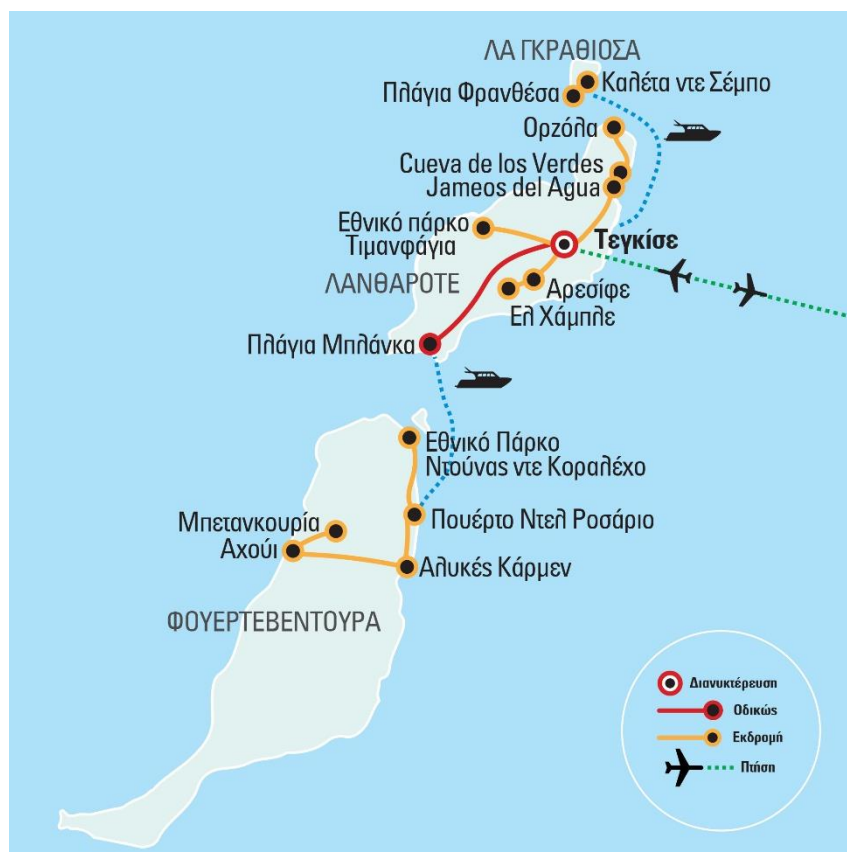 ΛΑ ΓΚΡΑΘΙΟΣΑ
Καλέτα ντε Σέμπο
Πλάγια Φρανθέσα
Ορζόλα
Cueva de los Verdes
Jameos del Agua
Εθνικό πάρκο
Τιμανφάγια
Τεγκίσε
ΛΑΝΘΑΡΟΤΕ
Αρεσίφε
Ελ Χάμπλε
Πλάγια Μπλάνκα
Εθνικό Πάρκο
Ντούνας ντε Κοραλέχο
Μπετανκουρία
Πουέρτο Ντελ Ροσάριο
Αχούι
Αλυκές Κάρμεν
ΦΟΥΕΡΤΕΒΕΝΤΟΥΡΑ
Διανυκτέρευση
Οδικώς
Εκδρομή
Πτήση